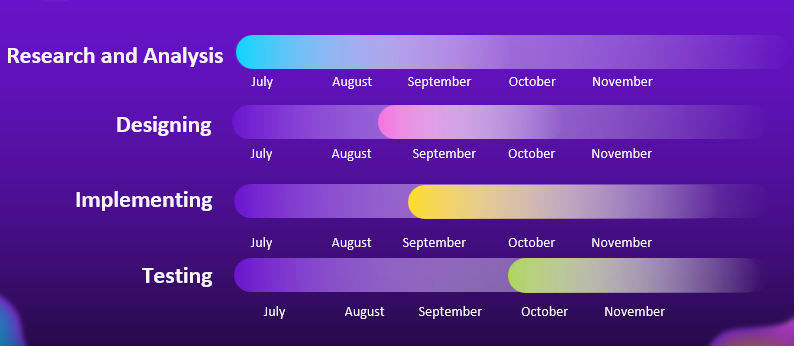 Research and Analysis
July August September October November
Designing
July August September October November
Implementing
July August September October November
Testing
July August September October November